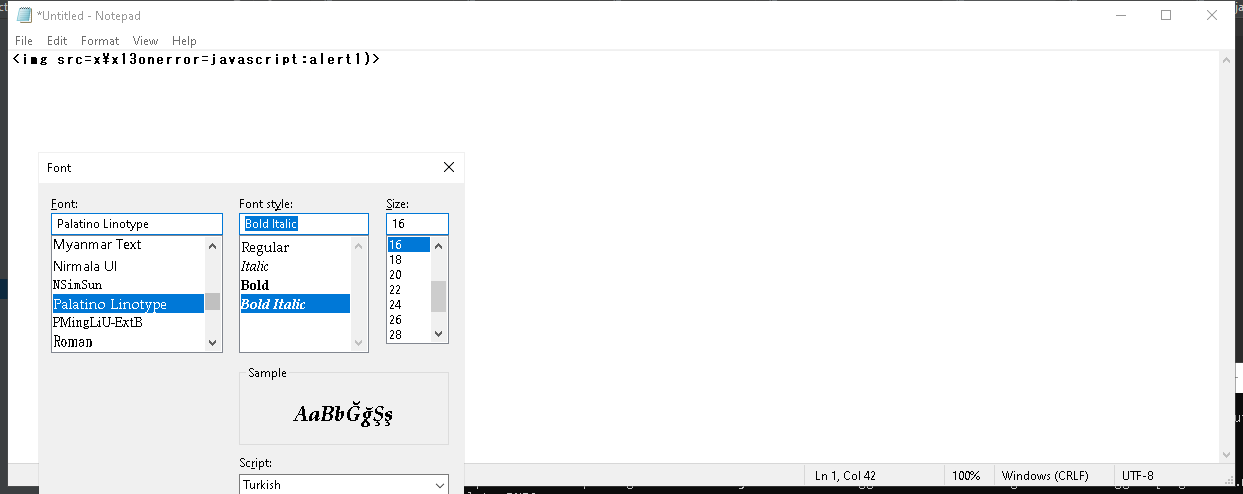 *Untitled - Notepad
File Edit Format View Help
<img src=x¥x13onerror=javascript:alert1)>
Font
Font: Font style: Size:
Palatino Linotype Bold Italic 16
Myanmar Text Regular 16
Nirmala UI Italic 18
NSimSun Bold 20
Palatino Linotype Bold Italic 22
PMingLiU-ExtB 24
Roman 26
28
Sample
AaBbĞğŞş
Script:
Turkish
Ln 1, Col 42 100% Windows (CRLF) UTF-8